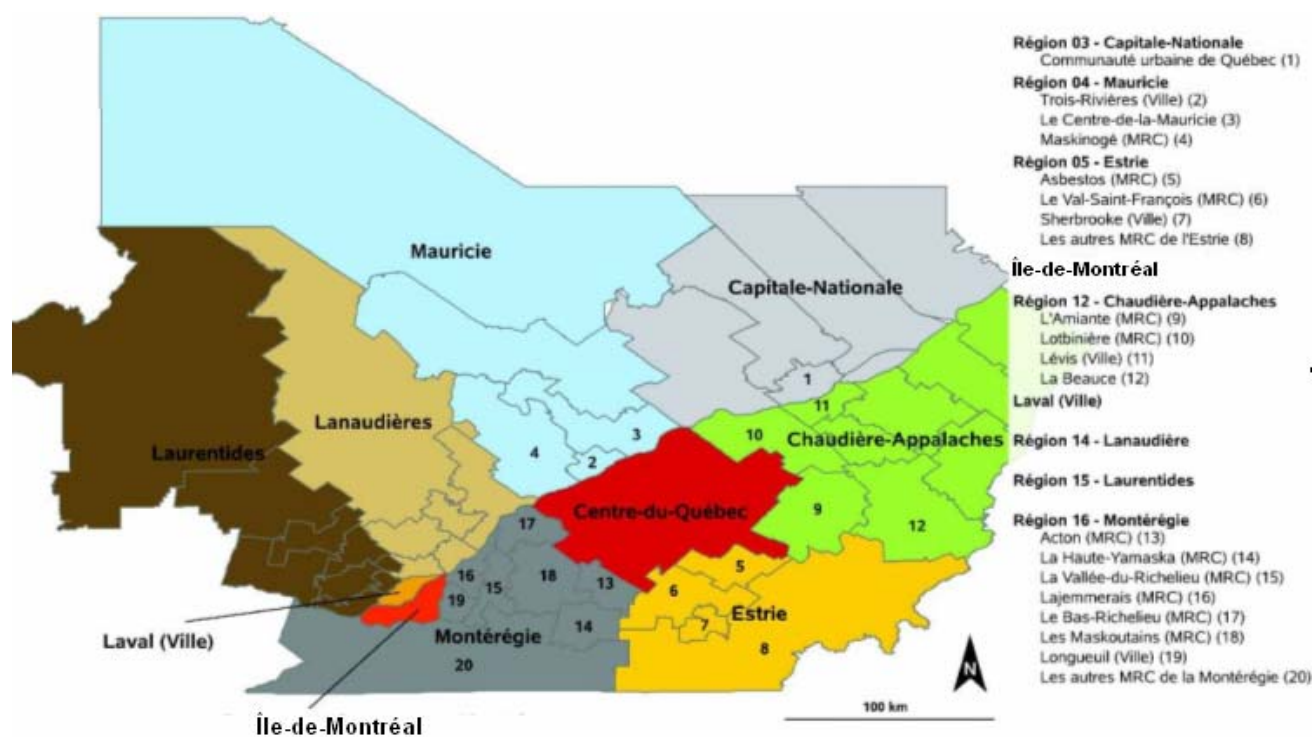 Mauricie
Capitale-Nationale
1
Lanaudières
Laurentides
3
4
2
11
10
Chaudière-Appalaches
9
12
Centre-du-Québec
17
16
15
18
13
19
14
Montérégie
20
5
6
Estrie
7
8
Laval (Ville)
Île-de-Montréal
N
100 km
Région 03 - Capitale-Nationale
Communauté urbaine de Québec (1)
Région 04 - Mauricie
Trois-Rivières (Ville) (2)
Le Centre-de-la-Mauricie (3)
Maskinogé (MRC) (4)
Région 05 - Estrie
Asbestos (MRC) (5)
Le Val-Saint-François (MRC) (6)
Sherbrooke (Ville) (7)
Les autres MRC de l'Estrie (8)
Île-de-Montréal
Région 12 - Chaudière-Appalaches
L'Amiante (MRC) (9)
Lotbinière (MRC) (10)
Lévis (Ville) (11)
La Beauce (12)
Laval (Ville)
Région 14 - Lanaudière
Région 15 - Laurentides
Région 16 - Montérégie
Acton (MRC) (13)
La Haute-Yamaska (MRC) (14)
La Vallée-du-Richelieu (MRC) (15)
Lajemmerais (MRC) (16)
Le Bas-Richelieu (MRC) (17)
Les Maskoutains (MRC) (18)
Longueuil (Ville) (19)
Les autres MRC de la Montérégie (20)